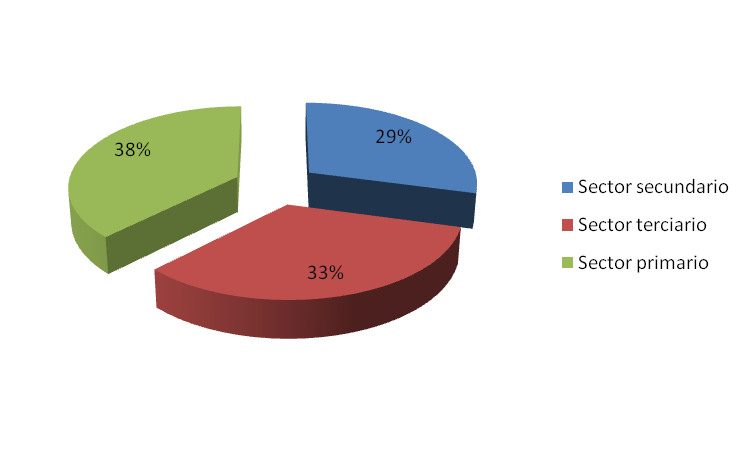 29%
38%
33%
Sector secundario
Sector terciario
Sector primario